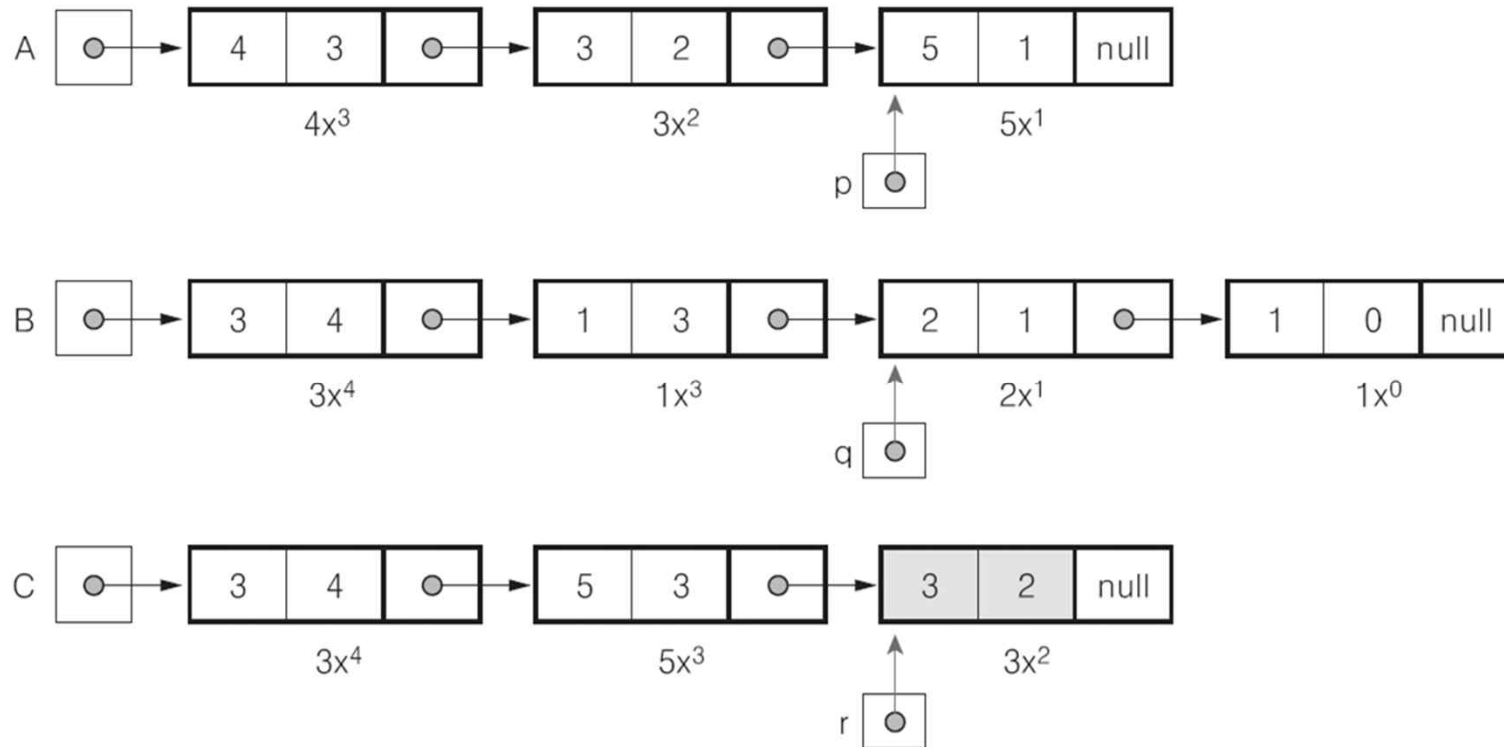 A 4 3 3 2 5 1 null
4x³ 3x² 5x¹
p
B 3 4 1 3 2 1 1 0 null
3x⁴ 1x³ 2x¹ 1x⁰
q
C 3 4 5 3 3 2 null
3x⁴ 5x³ 3x²
r